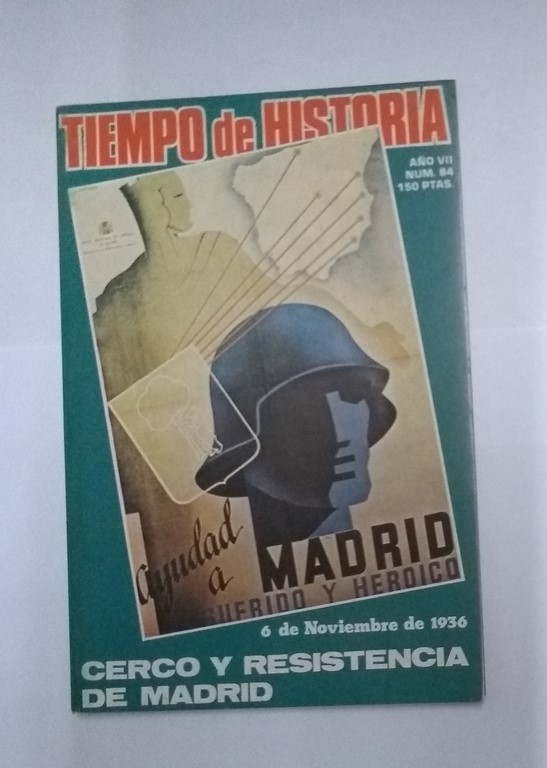 TIEMPO de HISTORIA
AÑO VII
NUM. 84
150 PTAS.
Ayudad
a MADRID
GUERIDO Y HEROICO
6 de Noviembre de 1936
CERCO Y RESISTENCIA
DE MADRID